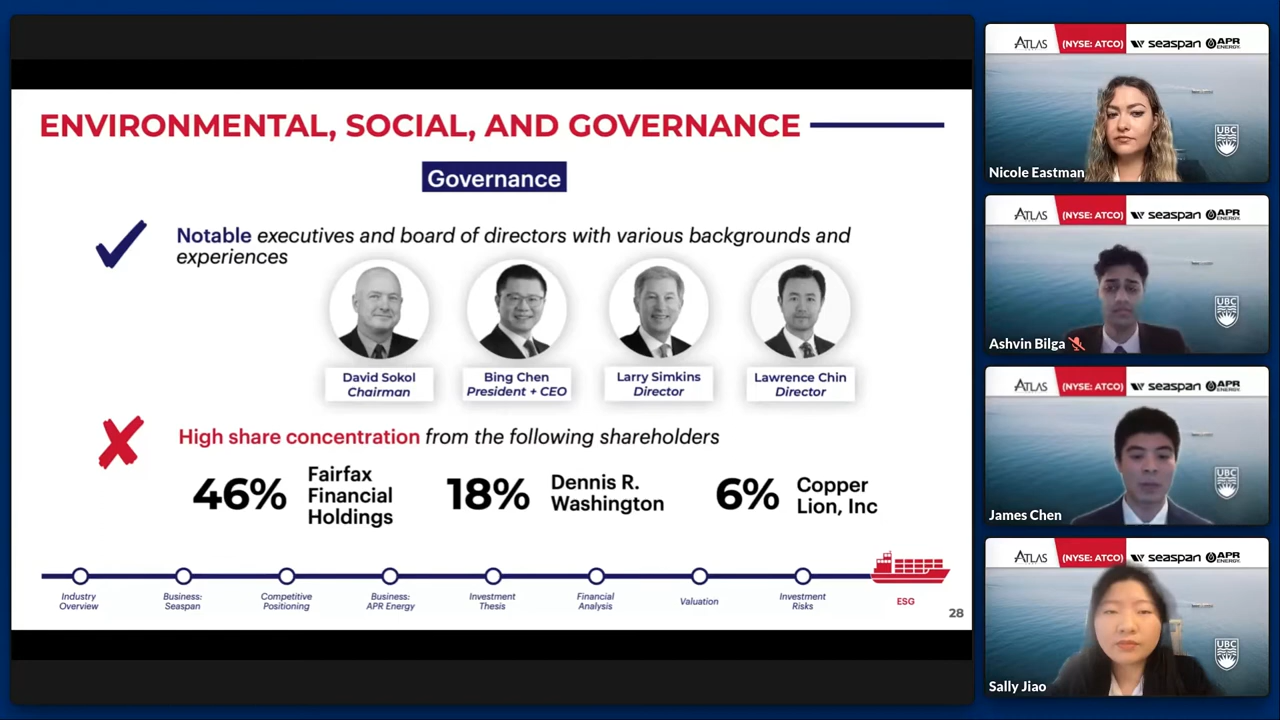 ENVIRONMENTAL, SOCIAL, AND GOVERNANCE
Governance
Notable executives and board of directors with various backgrounds and
experiences
David Sokol
Chairman
Bing Chen
President + CEO
Larry Simkins
Director
Lawrence Chin
Director
High share concentration from the following shareholders
46%
Fairfax
Financial
Holdings
18%
Dennis R.
Washington
6%
Copper
Lion, Inc
Industry
Overview
Business:
Seaspan
Competitive
Positioning
Business:
APR Energy
Investment
Thesis
Financial
Analysis
Valuation
Investment
Risks
ESG
28
ATLAS (NYSE: ATCO) seaspan APR ENERGY
UBC
Nicole Eastman
ATLAS (NYSE: ATCO) seaspan APR ENERGY
UBC
Ashvin Bilga
ATLAS (NYSE: ATCO) seaspan APR ENERGY
UBC
James Chen
ATLAS (NYSE: ATCO) seaspan APR ENERGY
UBC
Sally Jiao